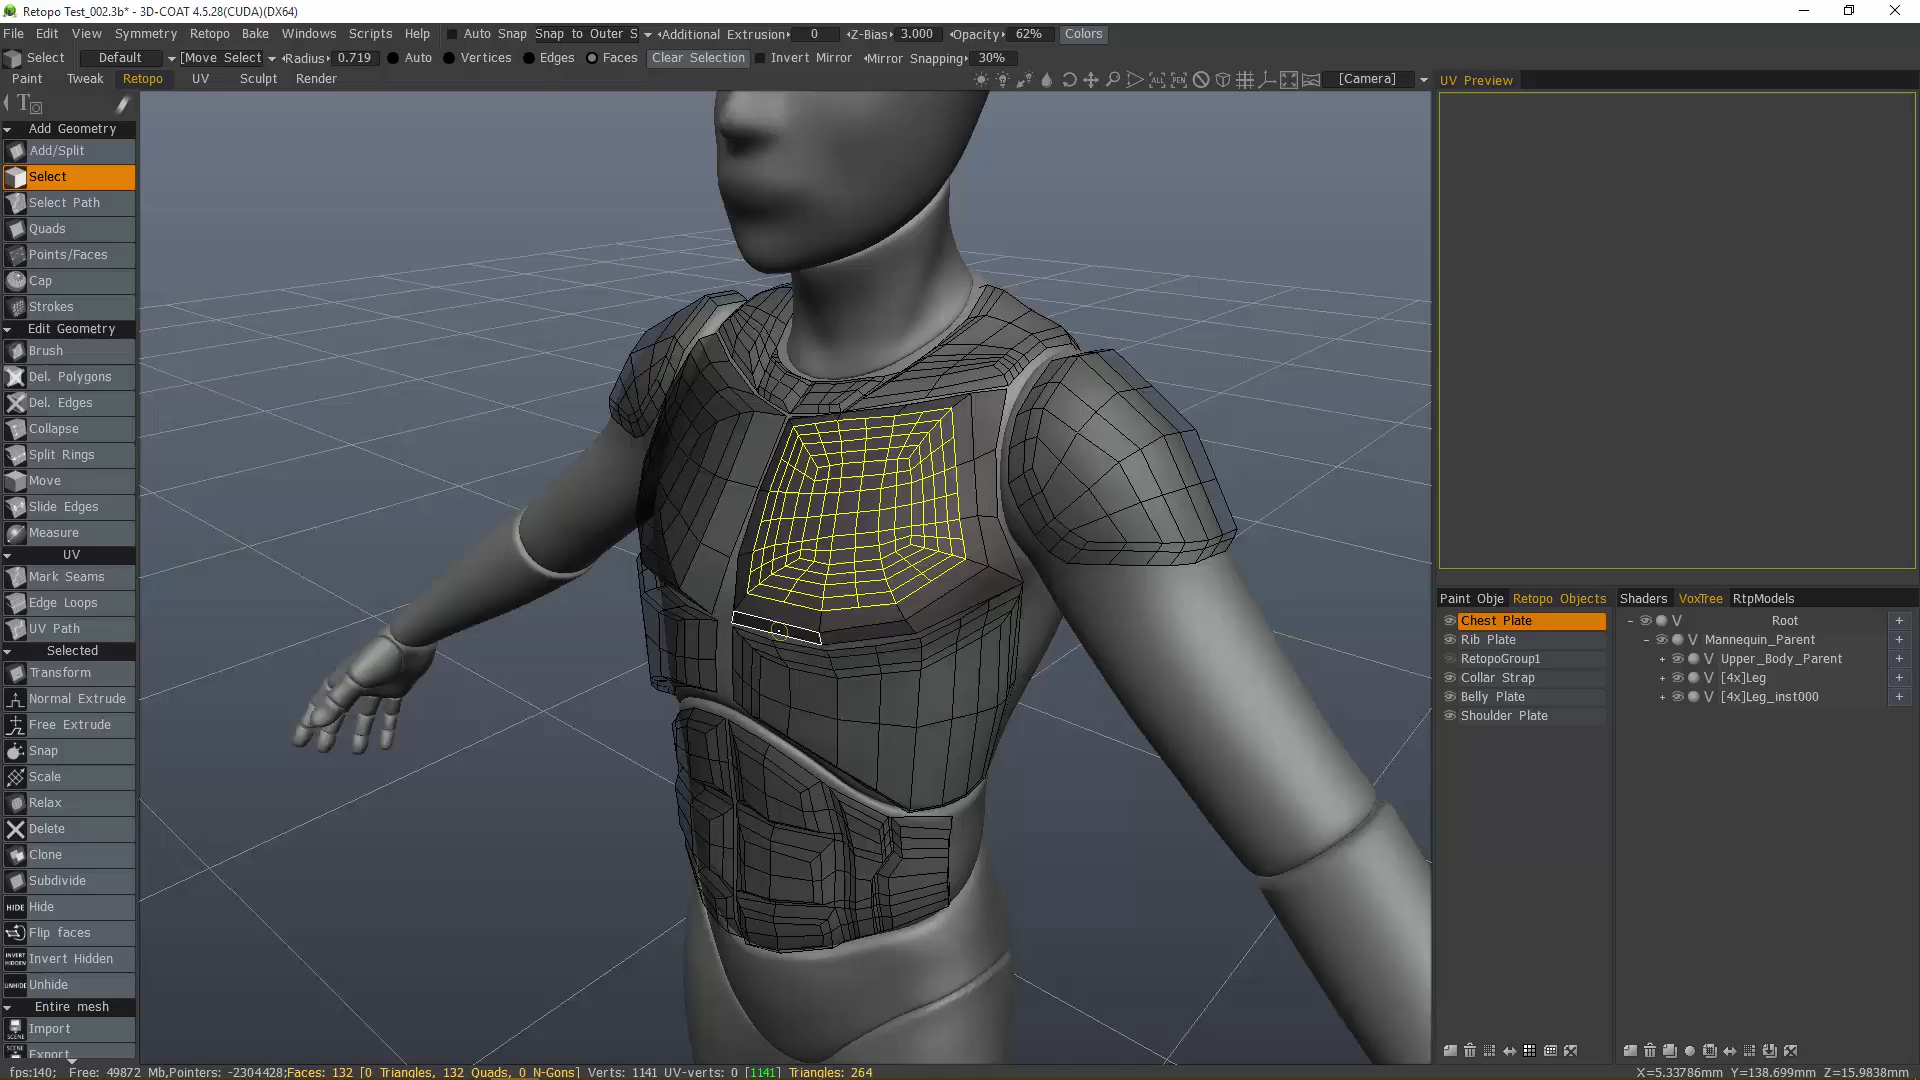 Retopo Test_002.3b* - 3D-COAT 4.5.28(CUDA)(DX64)
File Edit View Symmetry Retopo Bake Windows Scripts Help Auto Snap Snap to Outer S Additional Extrusion 0 Z-Bias 3.000 Opacity 62% Colors
Select Default [Move Select Radius 0.719 Auto Vertices Edges Faces Clear Selection Invert Mirror Mirror Snapping 30%
Paint Tweak Retopo UV Sculpt Render ALL PEN [Camera] UV Preview
Add Geometry
Add/Split
Select
Select Path
Quads
Points/Faces
Cap
Strokes
Edit Geometry
Brush
Del. Polygons
Del. Edges
Collapse
Split Rings
Move
Slide Edges
Measure
UV
Mark Seams
Edge Loops
UV Path
Selected
Transform
Normal Extrude
Free Extrude
Snap
Scale
Relax
Delete
Clone
Subdivide
HIDE Hide
Flip faces
INVERT HIDDEN Invert Hidden
UNHIDE Unhide
Entire mesh
SCENE Import
SCENE Export
Paint Obje Retopo Objects Shaders VoxTree RtpModels
Chest Plate
Rib Plate
RetopoGroup1
Collar Strap
Belly Plate
Shoulder Plate
- V Root +
- V Mannequin_Parent +
+ V Upper_Body_Parent +
+ V [4x]Leg +
+ V [4x]Leg_inst000 +
fps:140; Free: 49872 Mb,Pointers: -2304428;Faces: 132 [0 Triangles, 132 Quads, 0 N-Gons] Verts: 1141 UV-verts: 0 [1141] Triangles: 264 X=5.33786mm Y=138.699mm Z=15.9838mm